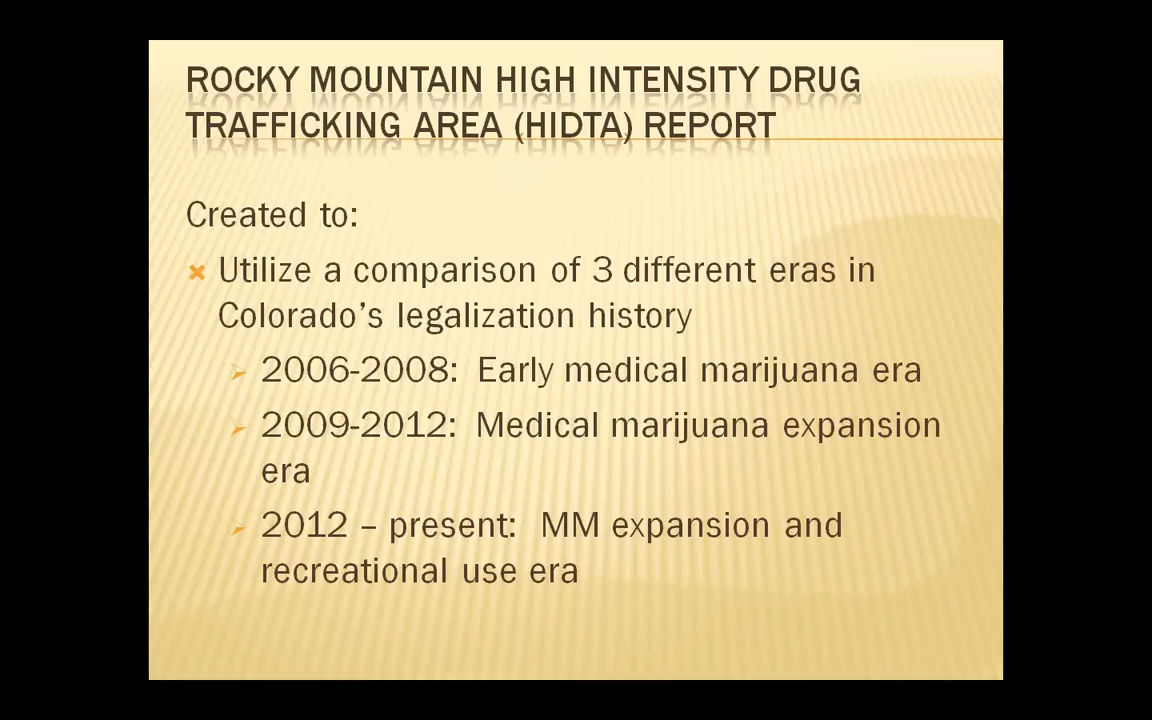 ROCKY MOUNTAIN HIGH INTENSITY DRUG
TRAFFICKING AREA (HIDTA) REPORT
Created to:
Utilize a comparison of 3 different eras in
Colorado's legalization history
2006-2008: Early medical marijuana era
2009-2012: Medical marijuana expansion
era
2012 – present: MM expansion and
recreational use era